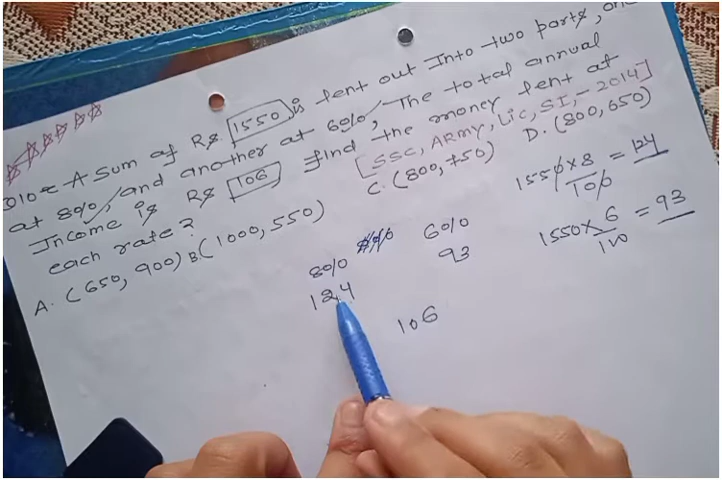 Q10 A Sum of Rs 1550 is lent out Into two parts, one
at 8%, and another at 6%, The total annual
Income is Rs 106 find the money lent at
each rate? [SSC, ARMY, Lic, SI, - 2014]
A. (650, 900) B (1000, 550) C. (800, 750) D. (800, 650)
1550×8/100 = 124
1550×6/100 = 93
8% 6%
124 93
106